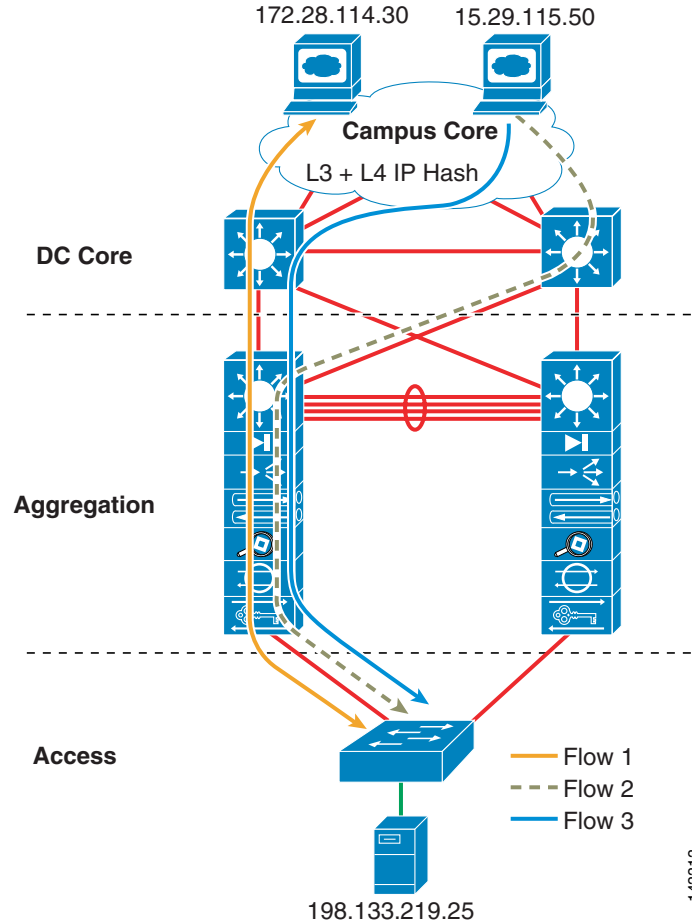 172.28.114.30
15.29.115.50
Campus Core
L3 + L4 IP Hash
DC Core
Aggregation
Access
Flow 1
Flow 2
Flow 3
198.133.219.25